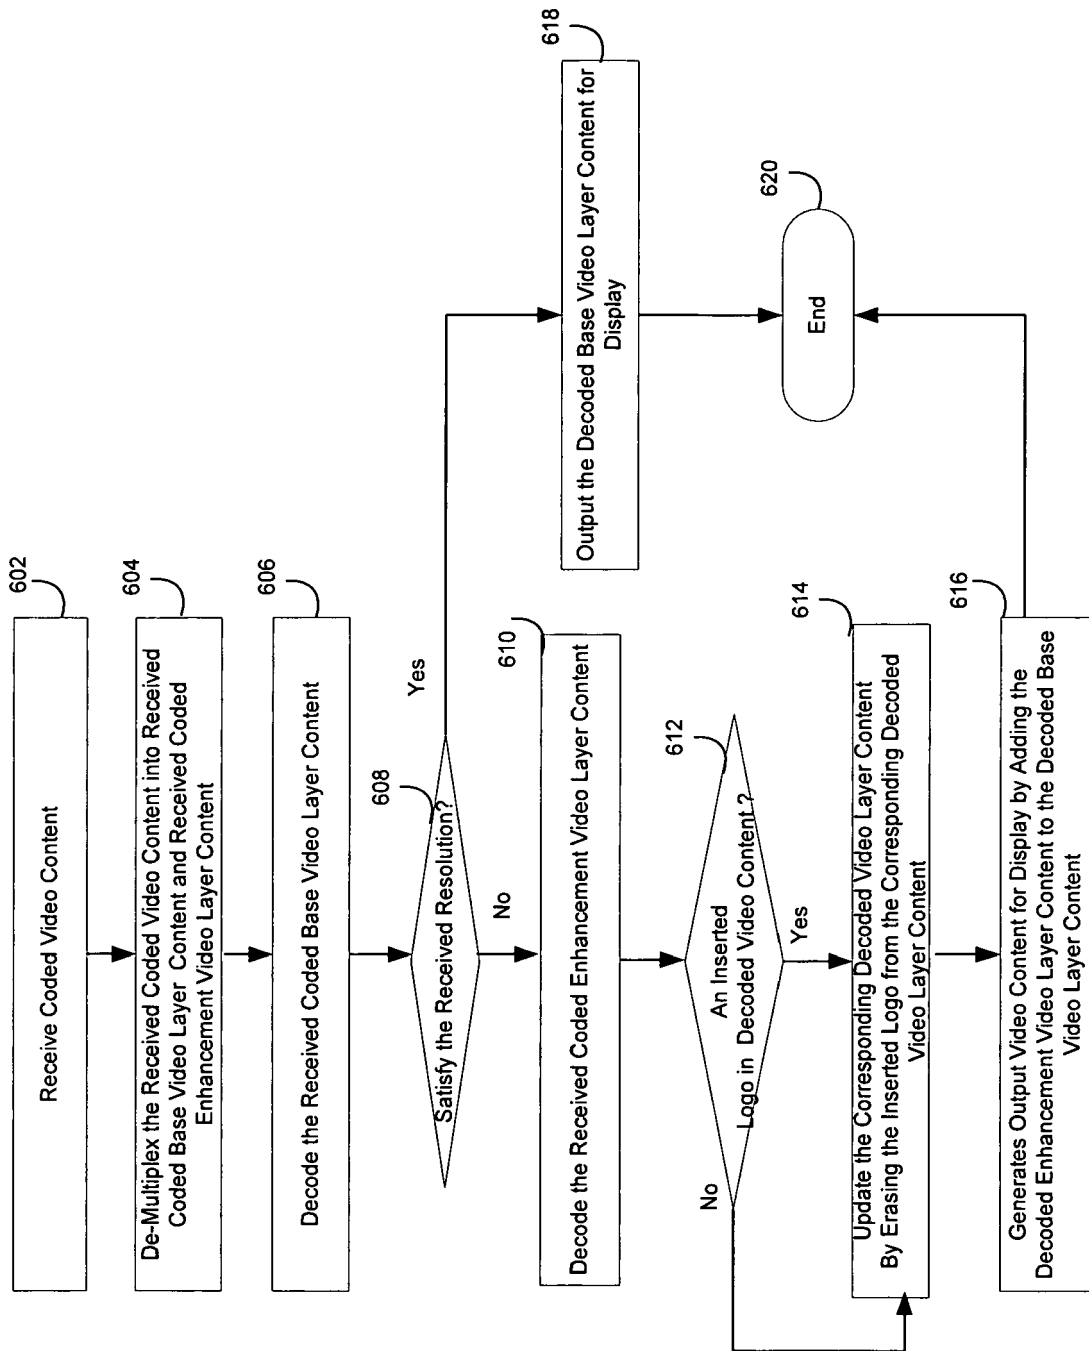 602
Receive Coded Video Content
604
De-Multiplex the Received Coded Video Content into Received
Coded Base Video Layer Content and Received Coded
Enhancement Video Layer Content
606
Decode the Received Coded Base Video Layer Content
608
Satisfy the Received Resolution?
Yes
No
610
Decode the Received Coded Enhancement Video Layer Content
612
An Inserted
Logo in Decoded Video Content ?
No
Yes
614
Update the Corresponding Decoded Video Layer Content
By Erasing the Inserted Logo from the Corresponding Decoded
Video Layer Content
616
Generates Output Video Content for Display by Adding the
Decoded Enhancement Video Layer Content to the Decoded Base
Video Layer Content
618
Output the Decoded Base Video Layer Content for
Display
620
End